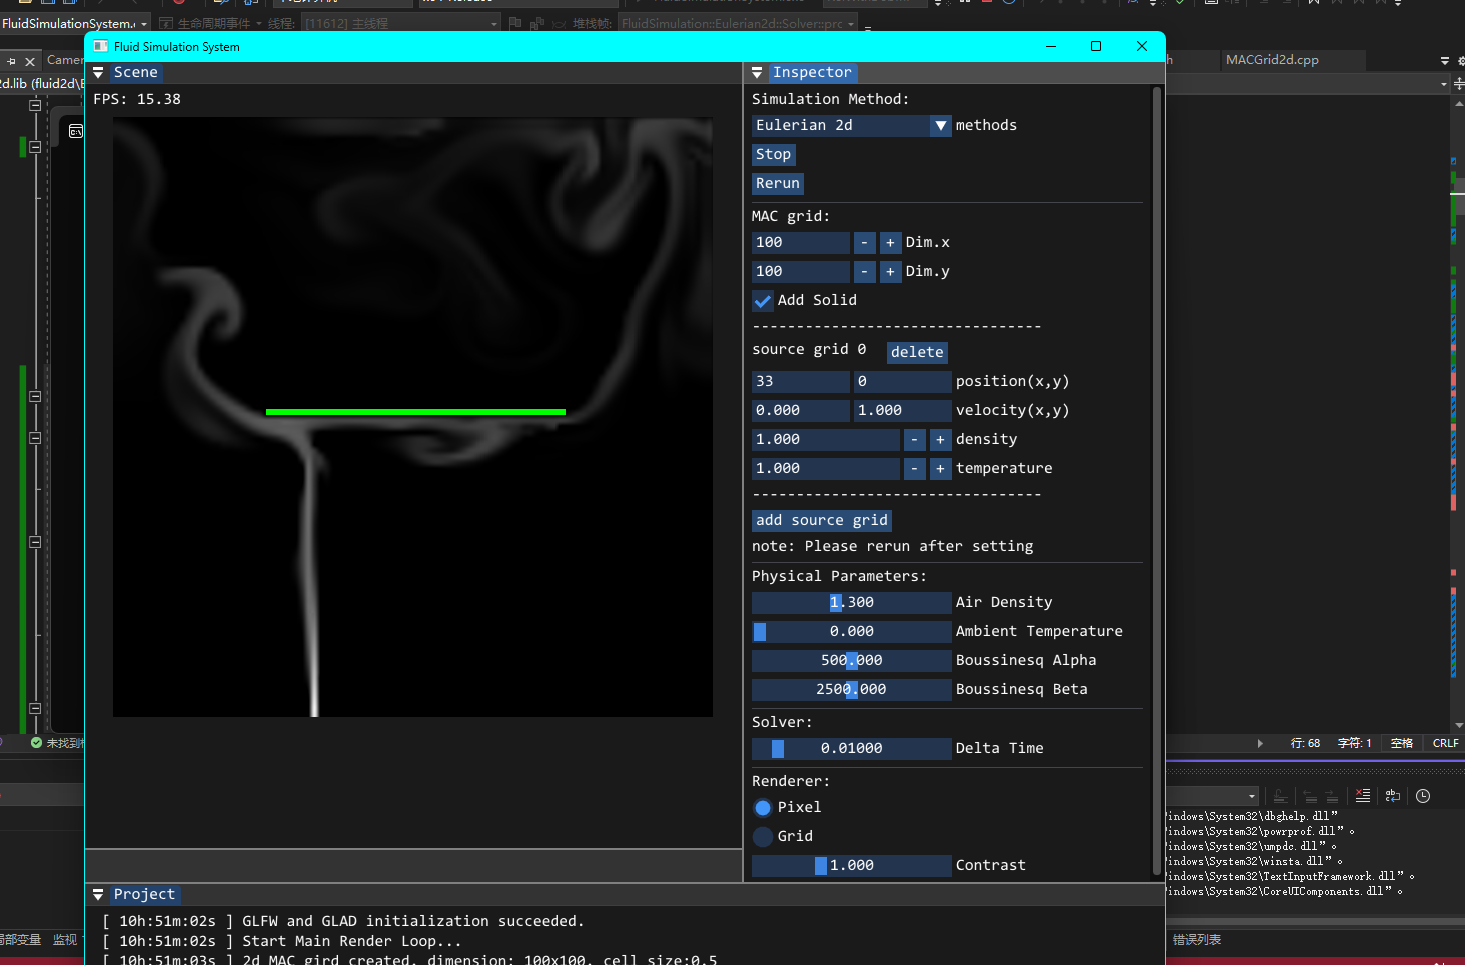 FluidSimulationSystem.
生命周期事件
线程:
[11612] 主线程
堆栈帧:
FluidSimulation::Eulerian2d::Solver::pro
Fluid Simulation System
MACGrid2d.cpp
2d.lib (fluid2d\E
Scene
FPS: 15.38
Inspector
Simulation Method:
Eulerian 2d methods
Stop
Rerun
MAC grid:
100 - + Dim.x
100 - + Dim.y
Add Solid
---------------------------------
source grid 0 delete
33 0 position(x,y)
0.000 1.000 velocity(x,y)
1.000 - + density
1.000 - + temperature
---------------------------------
add source grid
note: Please rerun after setting
Physical Parameters:
1.300 Air Density
0.000 Ambient Temperature
500.000 Boussinesq Alpha
2500.000 Boussinesq Beta
Solver:
0.01000 Delta Time
Renderer:
Pixel
Grid
1.000 Contrast
未找到
行: 68 字符: 1 空格 CRLF
Project
[ 10h:51m:02s ] GLFW and GLAD initialization succeeded.
[ 10h:51m:02s ] Start Main Render Loop...
[ 10h:51m:03s ] 2d MAC gird created. dimension: 100x100. cell size:0.5
indows\System32\dbghelp.dll”
indows\System32\powrprof.dll”。
indows\System32\umpdc.dll”。
indows\System32\winsta.dll”。
indows\System32\TextInputFramework.dll”。
indows\System32\CoreUIComponents.dll”。
部变量 监视
错误列表